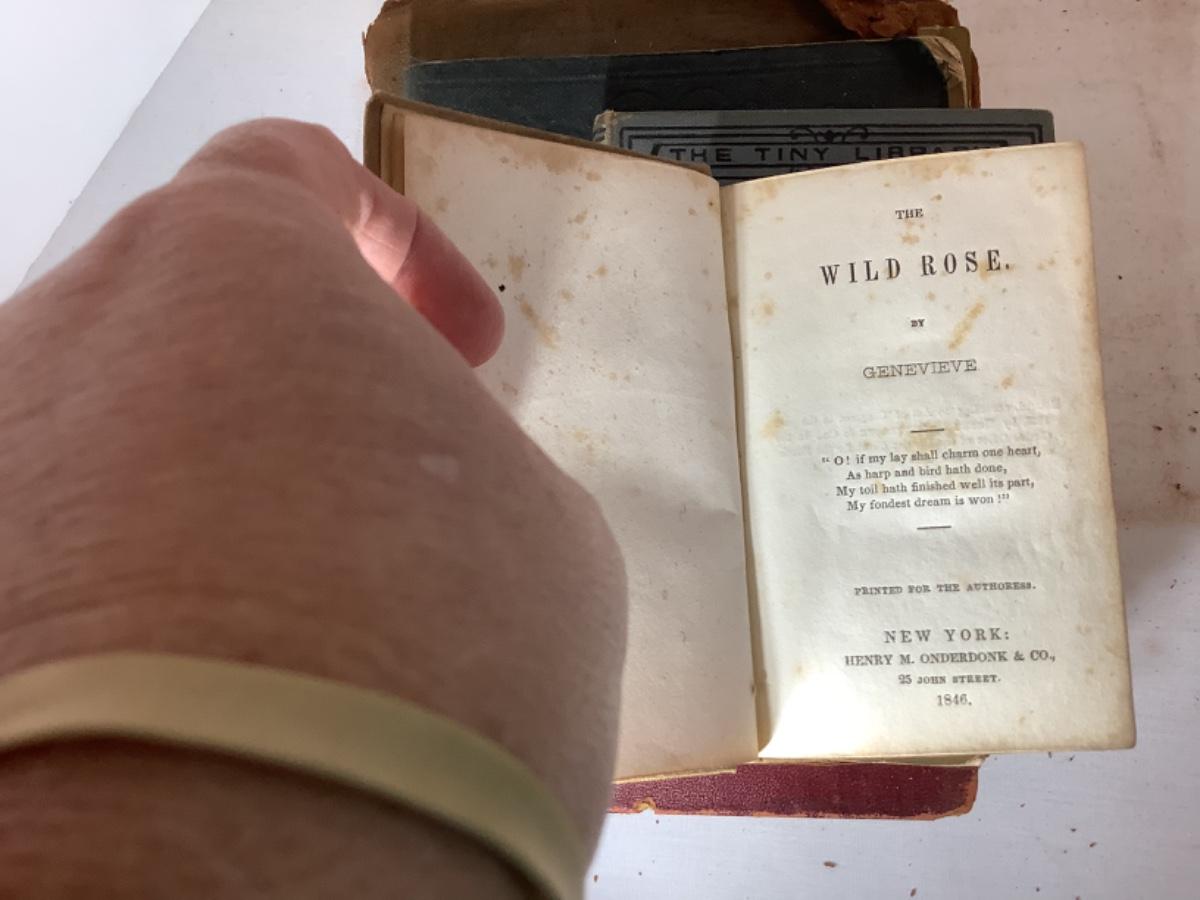 THE TINY LIBRARY
THE
WILD ROSE.
BY
GENEVIEVE
“O! if my lay shall charm one heart,
As harp and bird hath done,
My toil hath finished well its part,
My fondest dream is won!”
PRINTED FOR THE AUTHORESS.
NEW YORK:
HENRY M. ONDERDONK & CO.,
25 JOHN STREET.
1846.